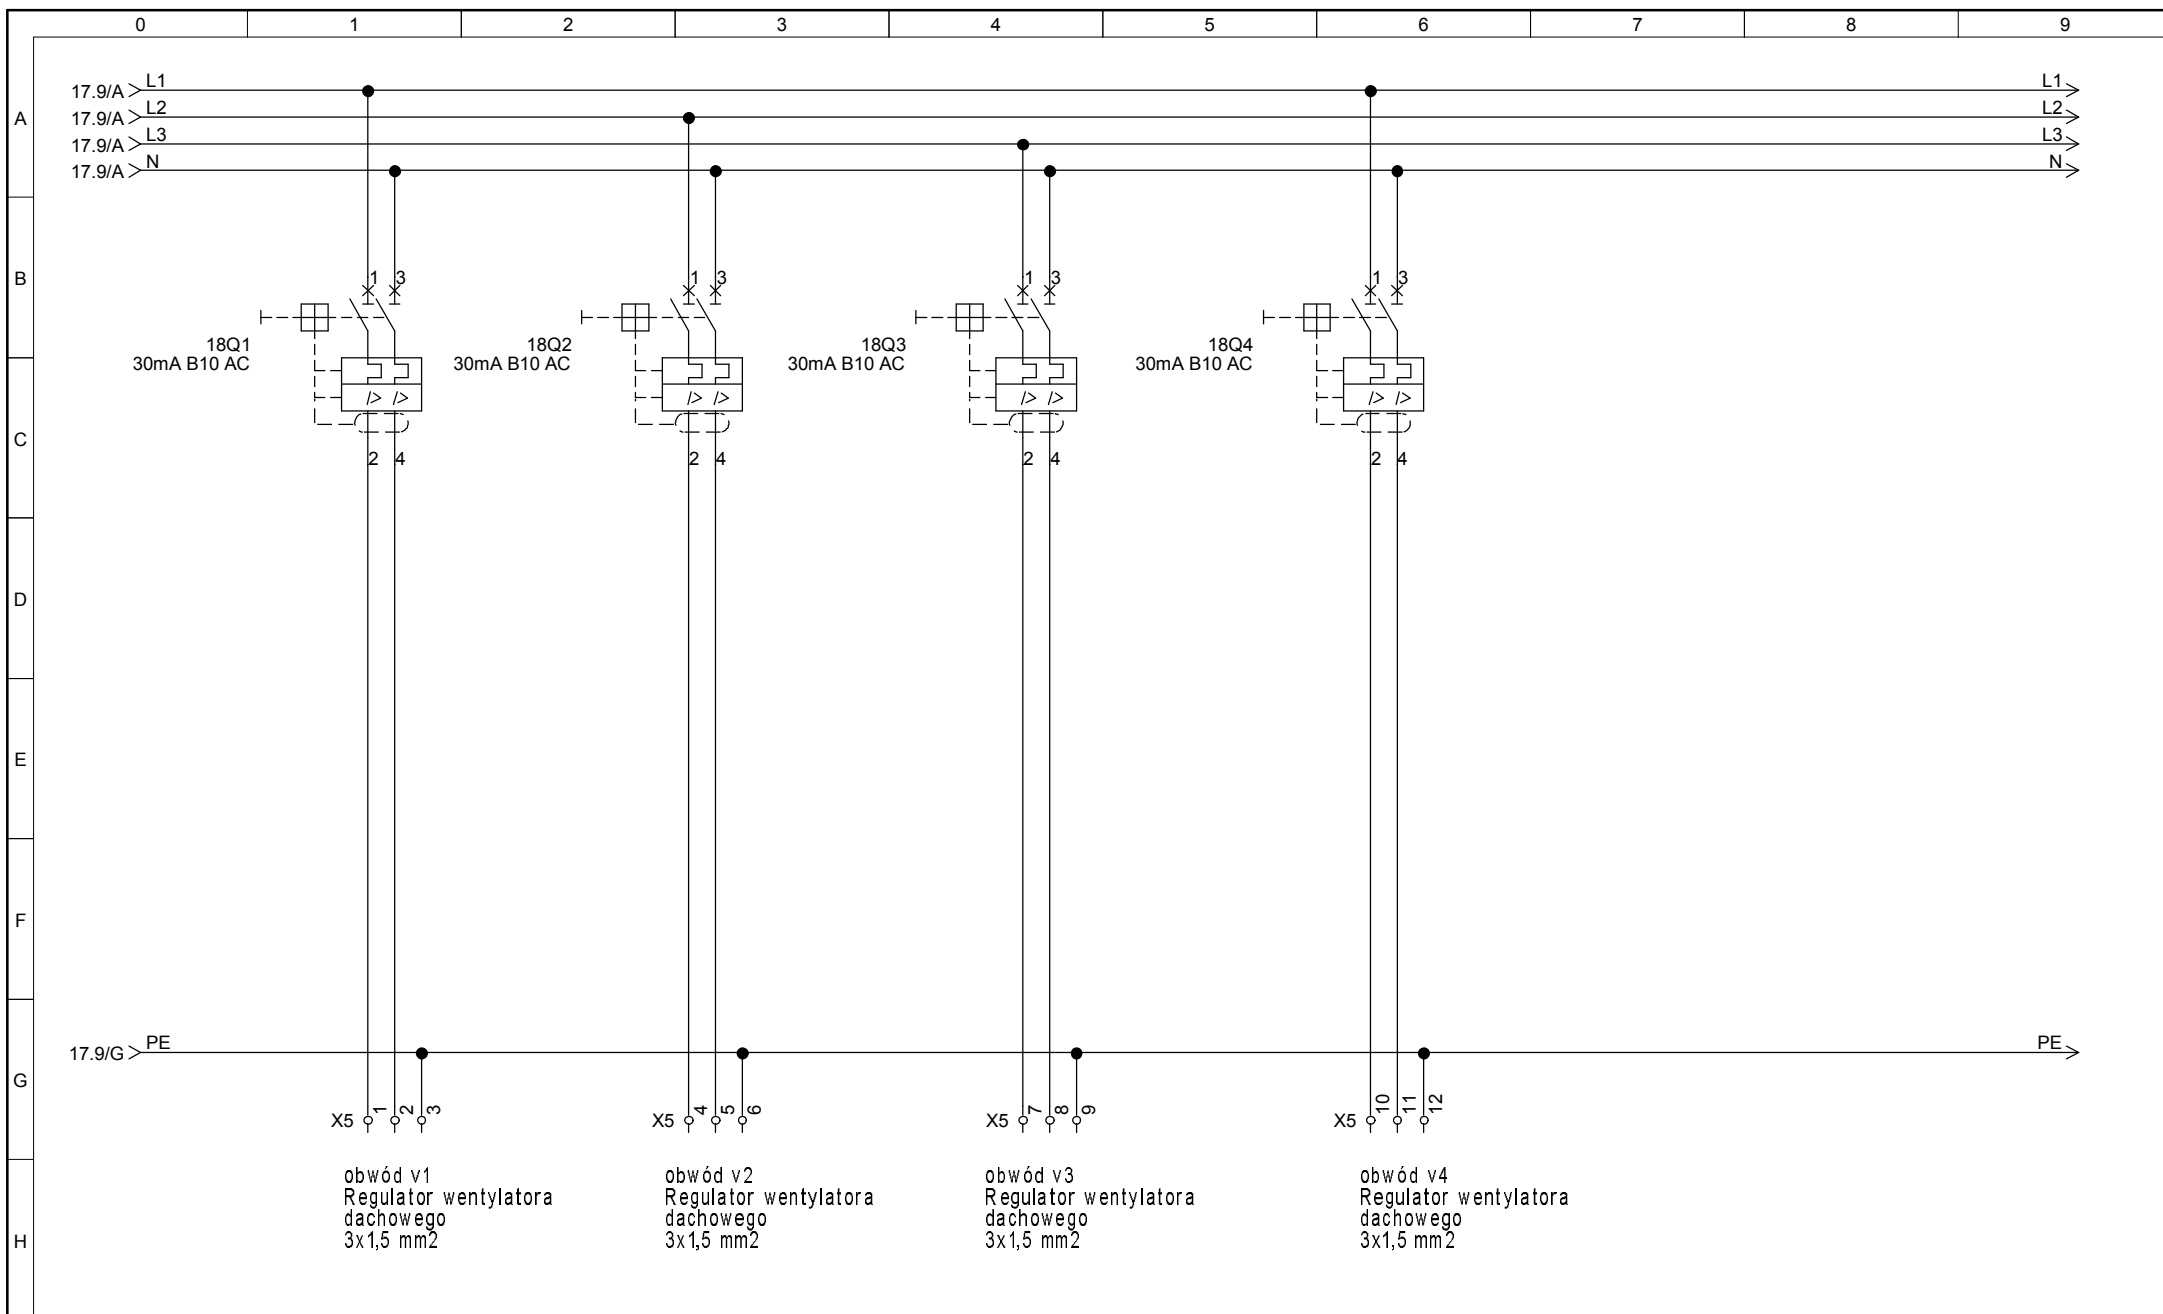 0 1 2 3 4 5 6 7 8 9
17.9/A L1 L1
A 17.9/A L2 L2
17.9/A L3 L3
17.9/A N N
B 1 3 1 3 1 3 1 3
18Q1 18Q2 18Q3 18Q4
30mA B10 AC 30mA B10 AC 30mA B10 AC 30mA B10 AC
I> I> I> I> I> I> I> I>
C
2 4 2 4 2 4 2 4
D
E
F
17.9/G PE PE
G
X5 1 2 3 X5 4 5 6 X5 7 8 9 X5 10 11 12
obwód v1
Regulator wentylatora
dachowego
3x1,5 mm2
obwód v2
Regulator wentylatora
dachowego
3x1,5 mm2
obwód v3
Regulator wentylatora
dachowego
3x1,5 mm2
obwód v4
Regulator wentylatora
dachowego
3x1,5 mm2
H